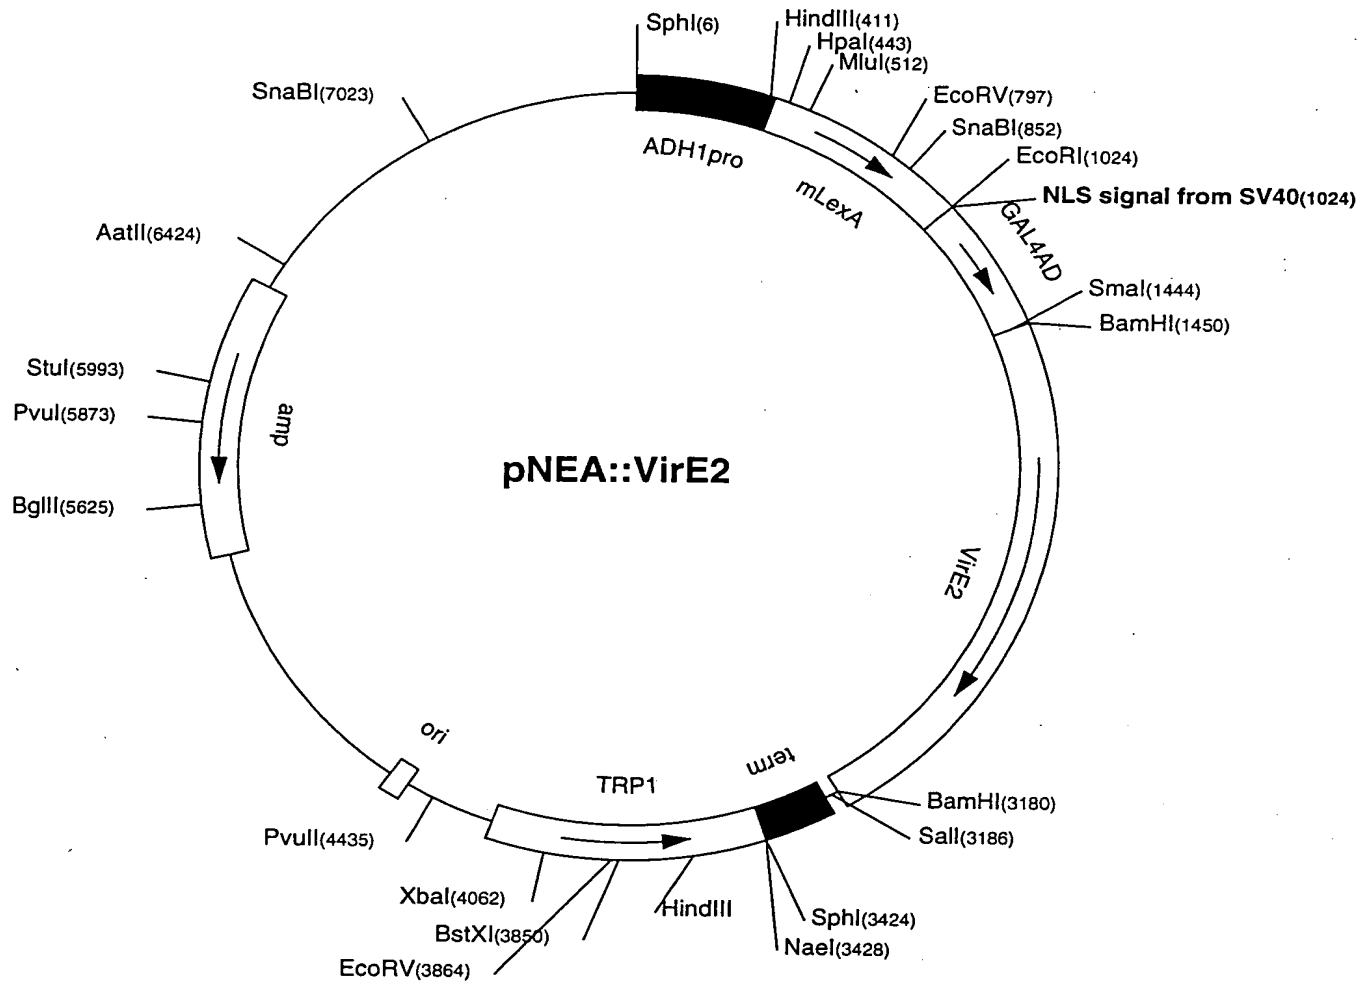 SphI(6)
HindIII(411)
HpaI(443)
MluI(512)
SnaBI(7023)
EcoRV(797)
SnaBI(852)
ADH1pro
EcoRI(1024)
mLexA
NLS signal from SV40(1024)
GAL4AD
AatII(6424)
SmaI(1444)
BamHI(1450)
StuI(5993)
PvuI(5873)
amp
pNEA::VirE2
BglII(5625)
VirE2
ori
term
TRP1
BamHI(3180)
PvuII(4435)
SalI(3186)
XbaI(4062)
HindIII
SphI(3424)
BstXI(3850)
NaeI(3428)
EcoRV(3864)